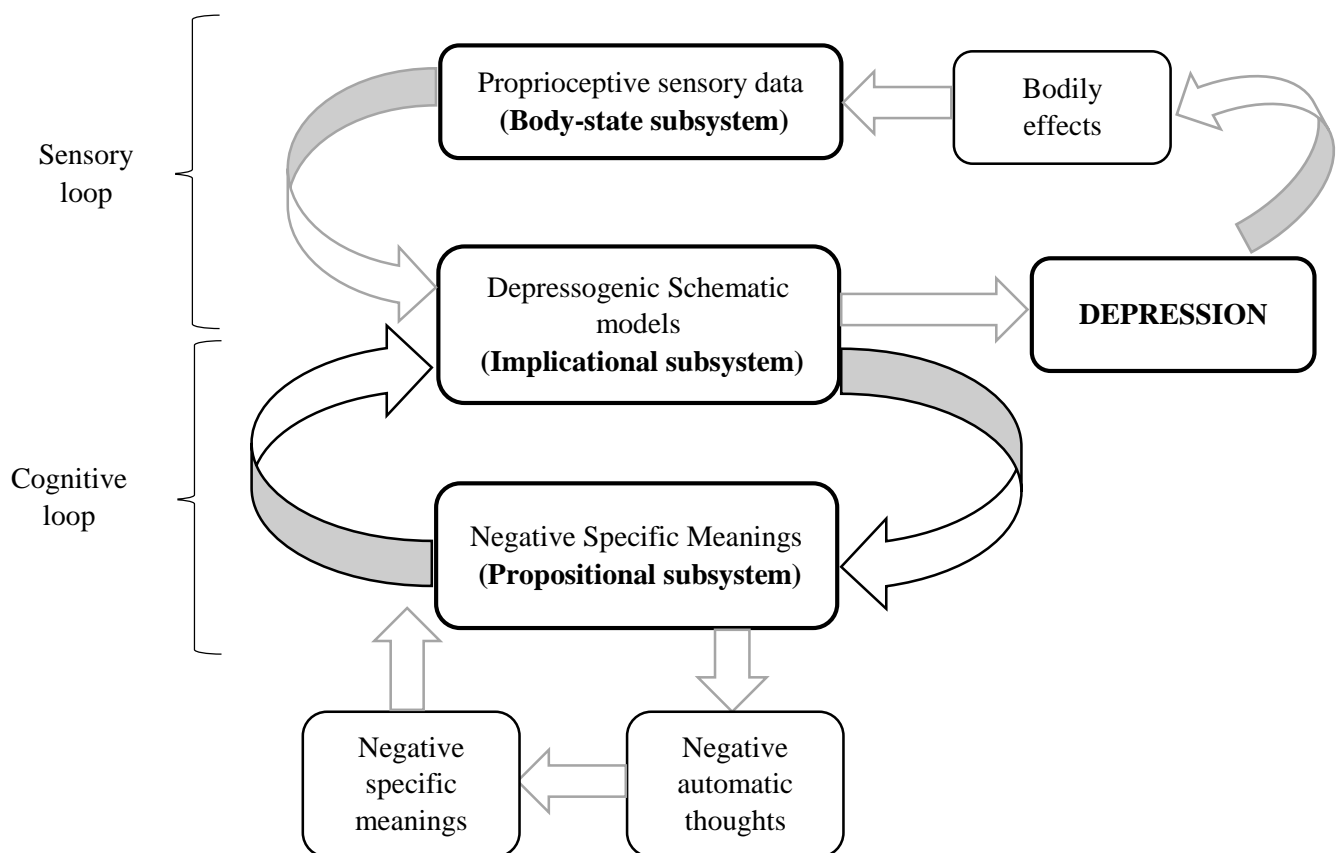 Proprioceptive sensory data
(Body-state subsystem)
Bodily
effects
Sensory
loop
Depressogenic Schematic
models
(Implicational subsystem)
DEPRESSION
Cognitive
loop
Negative Specific Meanings
(Propositional subsystem)
Negative
specific
meanings
Negative
automatic
thoughts